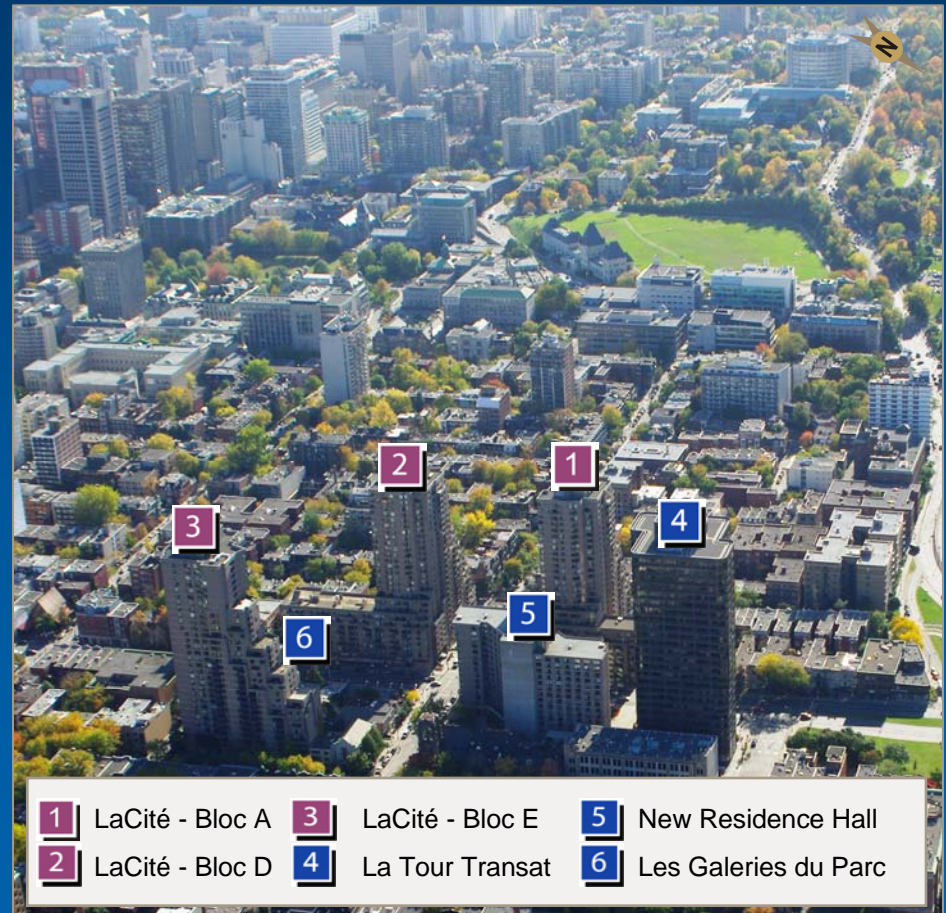 N
2
1
3
4
5
6
1 LaCité - Bloc A 3 LaCité - Bloc E 5 New Residence Hall
2 LaCité - Bloc D 4 La Tour Transat 6 Les Galeries du Parc